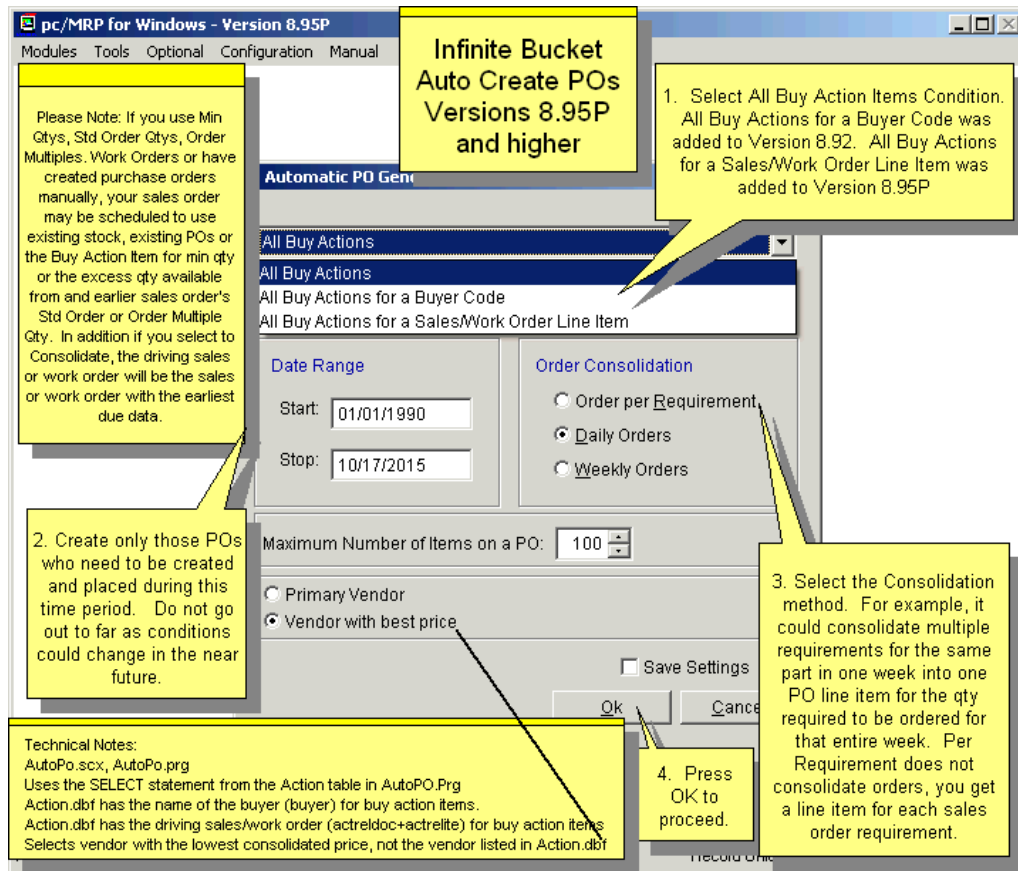 pc/MRP for Windows - Version 8.95P
Modules Tools Optional Configuration Manual
Infinite Bucket
Auto Create POs
Versions 8.95P
and higher
Please Note: If you use Min
Qtys, Std Order Qtys, Order
Multiples. Work Orders or have
created purchase orders
manually, your sales order
may be scheduled to use
existing stock, existing POs or
the Buy Action Item for min qty
or the excess qty available
from and earlier sales order's
Std Order or Order Multiple
Qty. In addition if you select to
Consolidate, the driving sales
or work order will be the sales
or work order with the earliest
due data.
1. Select All Buy Action Items Condition.
All Buy Actions for a Buyer Code was
added to Version 8.92. All Buy Actions
for a Sales/Work Order Line Item was
added to Version 8.95P
Automatic PO Gen
All Buy Actions
All Buy Actions
All Buy Actions for a Buyer Code
All Buy Actions for a Sales/Work Order Line Item
Date Range
Start: 01/01/1990
Stop: 10/17/2015
Order Consolidation
Order per Requirement
Daily Orders
Weekly Orders
2. Create only those POs
who need to be created
and placed during this
time period. Do not go
out to far as conditions
could change in the near
future.
Maximum Number of Items on a PO: 100
Primary Vendor
Vendor with best price
Save Settings
Ok Cance
3. Select the Consolidation
method. For example, it
could consolidate multiple
requirements for the same
part in one week into one
PO line item for the qty
required to be ordered for
that entire week. Per
Requirement does not
consolidate orders, you get
a line item for each sales
order requirement.
4. Press
OK to
proceed.
Technical Notes:
AutoPo.scx, AutoPo.prg
Uses the SELECT statement from the Action table in AutoPO.Prg
Action.dbf has the name of the buyer (buyer) for buy action items.
Action.dbf has the driving sales/work order (actreldoc+actrelite) for buy action items
Selects vendor with the lowest consolidated price, not the vendor listed in Action.dbf